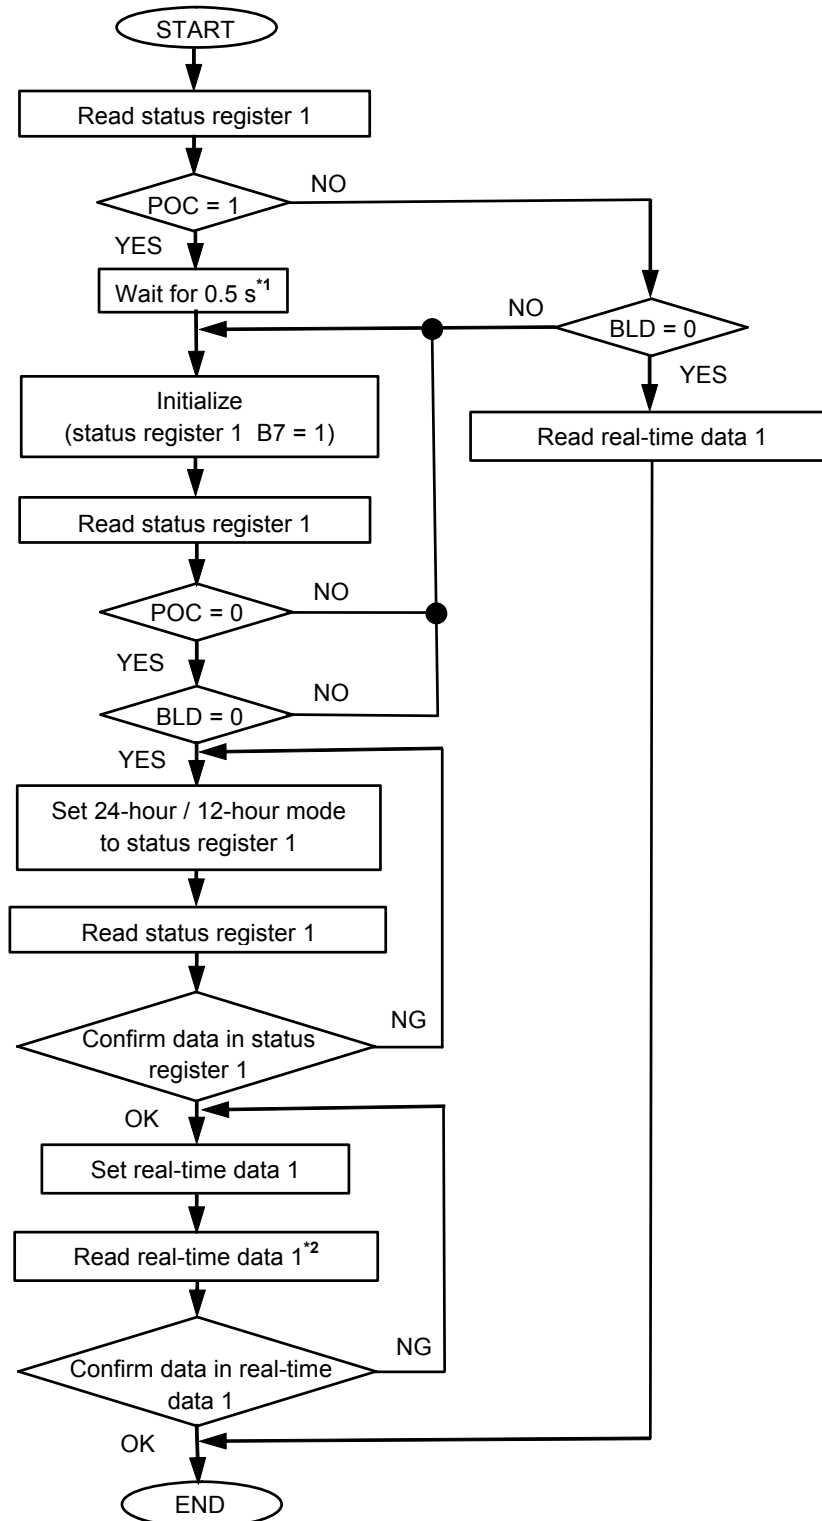 START
Read status register 1
POC = 1
NO
YES
Wait for 0.5 s*1
NO
BLD = 0
YES
Initialize
(status register 1 B7 = 1)
Read real-time data 1
Read status register 1
POC = 0
NO
YES
BLD = 0
NO
YES
Set 24-hour / 12-hour mode
to status register 1
Read status register 1
Confirm data in status
register 1
NG
OK
Set real-time data 1
Read real-time data 1*2
Confirm data in real-time
data 1
NG
OK
END